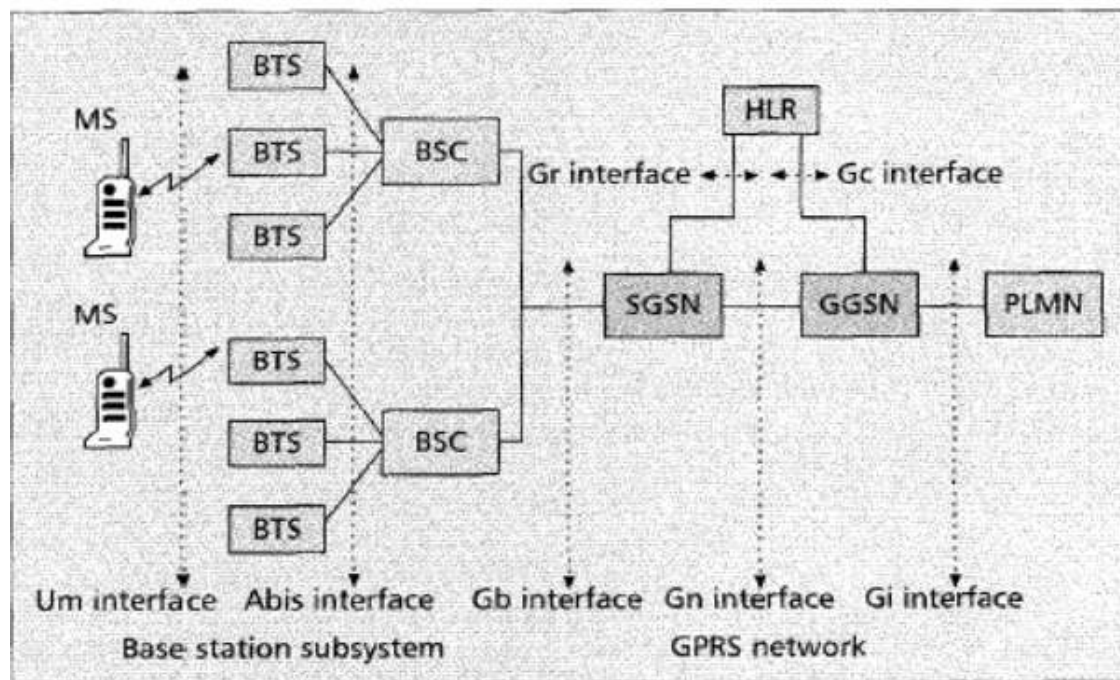 BTS
MS
BTS
BSC
BTS
HLR
Gr interface
Gc interface
SGSN
GGSN
PLMN
MS
BTS
BTS
BSC
BTS
Um interface
Abis interface
Gb interface
Gn interface
Gi interface
Base station subsystem
GPRS network